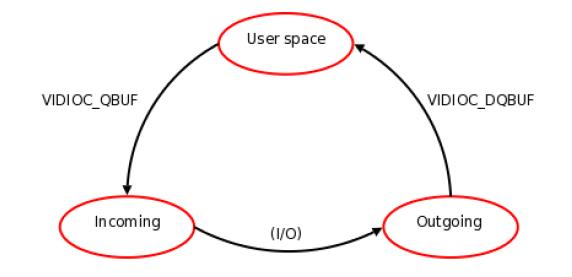 User space
VIDIOC_QBUF
VIDIOC_DQBUF
Incoming
(I/O)
Outgoing